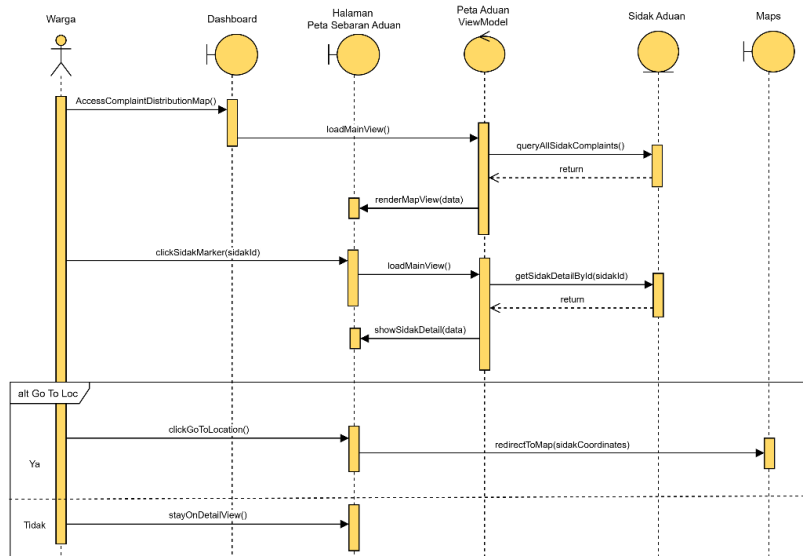 Warga
Dashboard
Halaman
Peta Sebaran Aduan
Peta Aduan
ViewModel
Sidak Aduan
Maps
AccessComplaintDistributionMap()
loadMainView()
queryAllSidakComplaints()
return
renderMapView(data)
clickSidakMarker(sidakId)
loadMainView()
getSidakDetailById(sidakId)
return
showSidakDetail(data)
alt Go To Loc
clickGoToLocation()
redirectToMap(sidakCoordinates)
Ya
Tidak
stayOnDetailView()